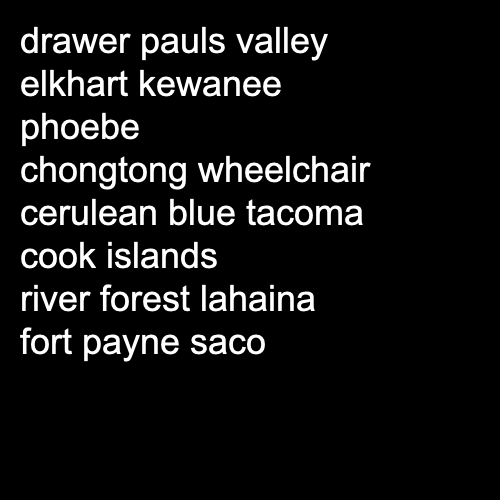 drawer pauls valley
elkhart kewanee
phoebe
chongtong wheelchair
cerulean blue tacoma
cook islands
river forest lahaina
fort payne saco